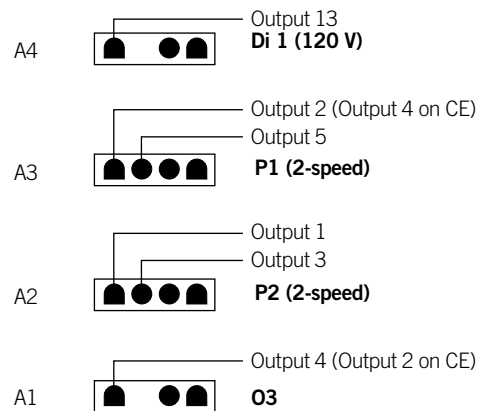 Output 13
A4
Di 1 (120 V)
Output 2 (Output 4 on CE)
Output 5
A3
P1 (2-speed)
Output 1
Output 3
A2
P2 (2-speed)
Output 4 (Output 2 on CE)
A1
O3